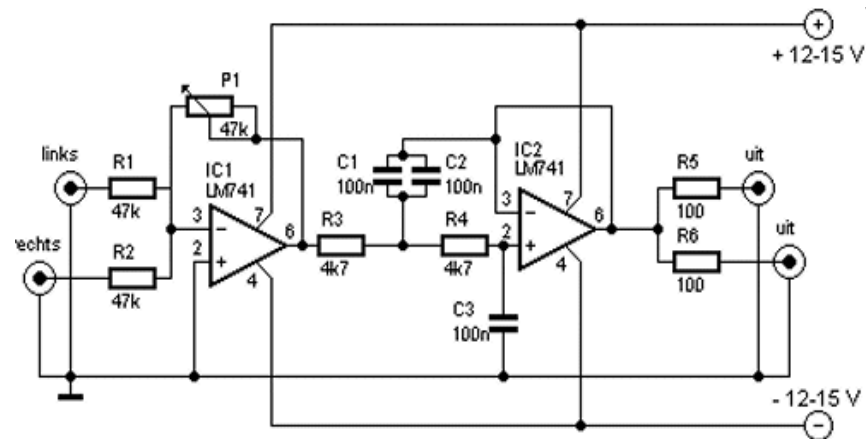 + 12-15 V
P1
47k
links
R1
47k
IC1
LM741
3
2
7
6
4
-
+
rechts
R2
47k
R3
4k7
C1
100n
C2
100n
R4
4k7
C3
100n
IC2
LM741
3
2
7
6
4
-
+
R5
100
uit
R6
100
uit
- 12-15 V